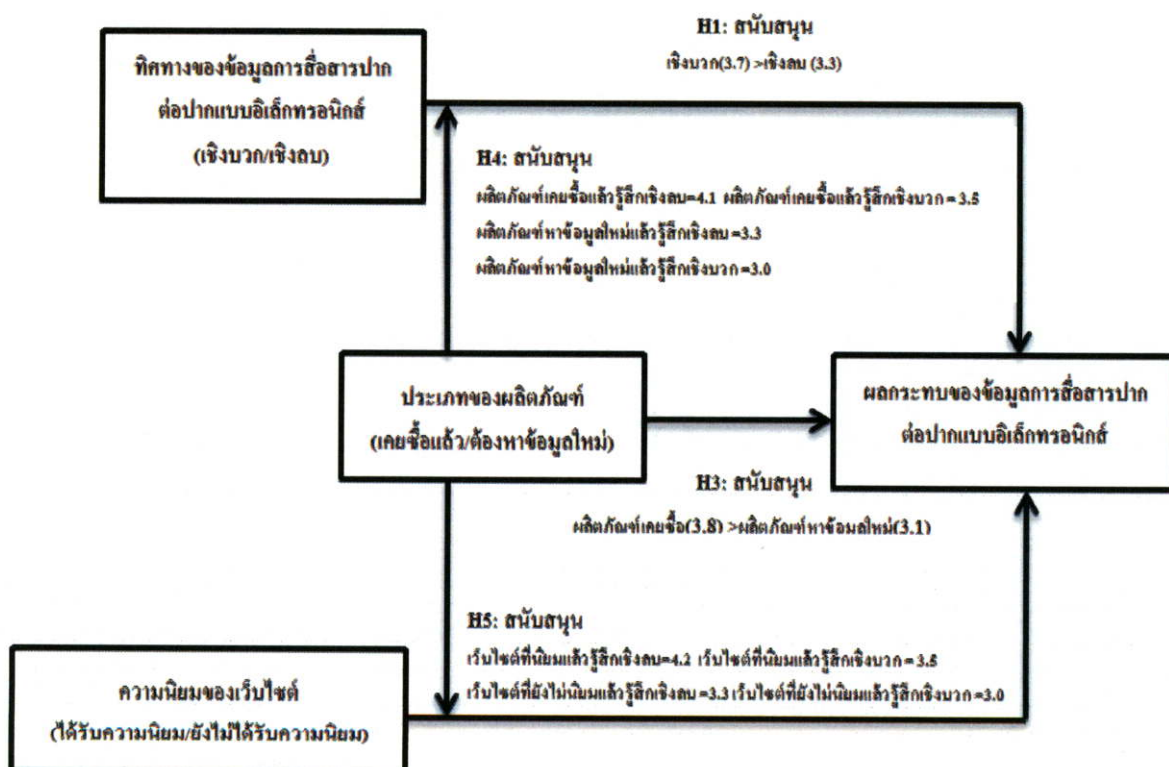 H1: สนับสนุน
เชิงบวก(3.7) >เชิงลบ (3.3)
ทิศทางของข้อมูลการสื่อสารปาก
ต่อปากแบบอิเล็กทรอนิกส์
(เชิงบวก/เชิงลบ)
H4: สนับสนุน
ผลิตภัณฑ์เคยซื้อแล้วรู้สึกเชิงลบ=4.1 ผลิตภัณฑ์เคยซื้อแล้วรู้สึกเชิงบวก = 3.5
ผลิตภัณฑ์หาข้อมูลใหม่แล้วรู้สึกเชิงลบ=3.3
ผลิตภัณฑ์หาข้อมูลใหม่แล้วรู้สึกเชิงบวก =3.0
ประเภทของผลิตภัณฑ์
(เคยซื้อแล้ว/ต้องหาข้อมูลใหม่)
ผลกระทบของข้อมูลการสื่อสารปาก
ต่อปากแบบอิเล็กทรอนิกส์
H3: สนับสนุน
ผลิตภัณฑ์เคยซื้อ(3.8) >ผลิตภัณฑ์หาข้อมูลใหม่(3.1)
H5: สนับสนุน
เว็บไซต์ที่นิยมแล้วรู้สึกเชิงลบ=4.2 เว็บไซต์ที่นิยมแล้วรู้สึกเชิงบวก = 3.5
เว็บไซต์ที่ยังไม่นิยมแล้วรู้สึกเชิงลบ =3.3 เว็บไซต์ที่ยังไม่นิยมแล้วรู้สึกเชิงบวก =3.0
ความนิยมของเว็บไซต์
(ได้รับความนิยม/ยังไม่ได้รับความนิยม)